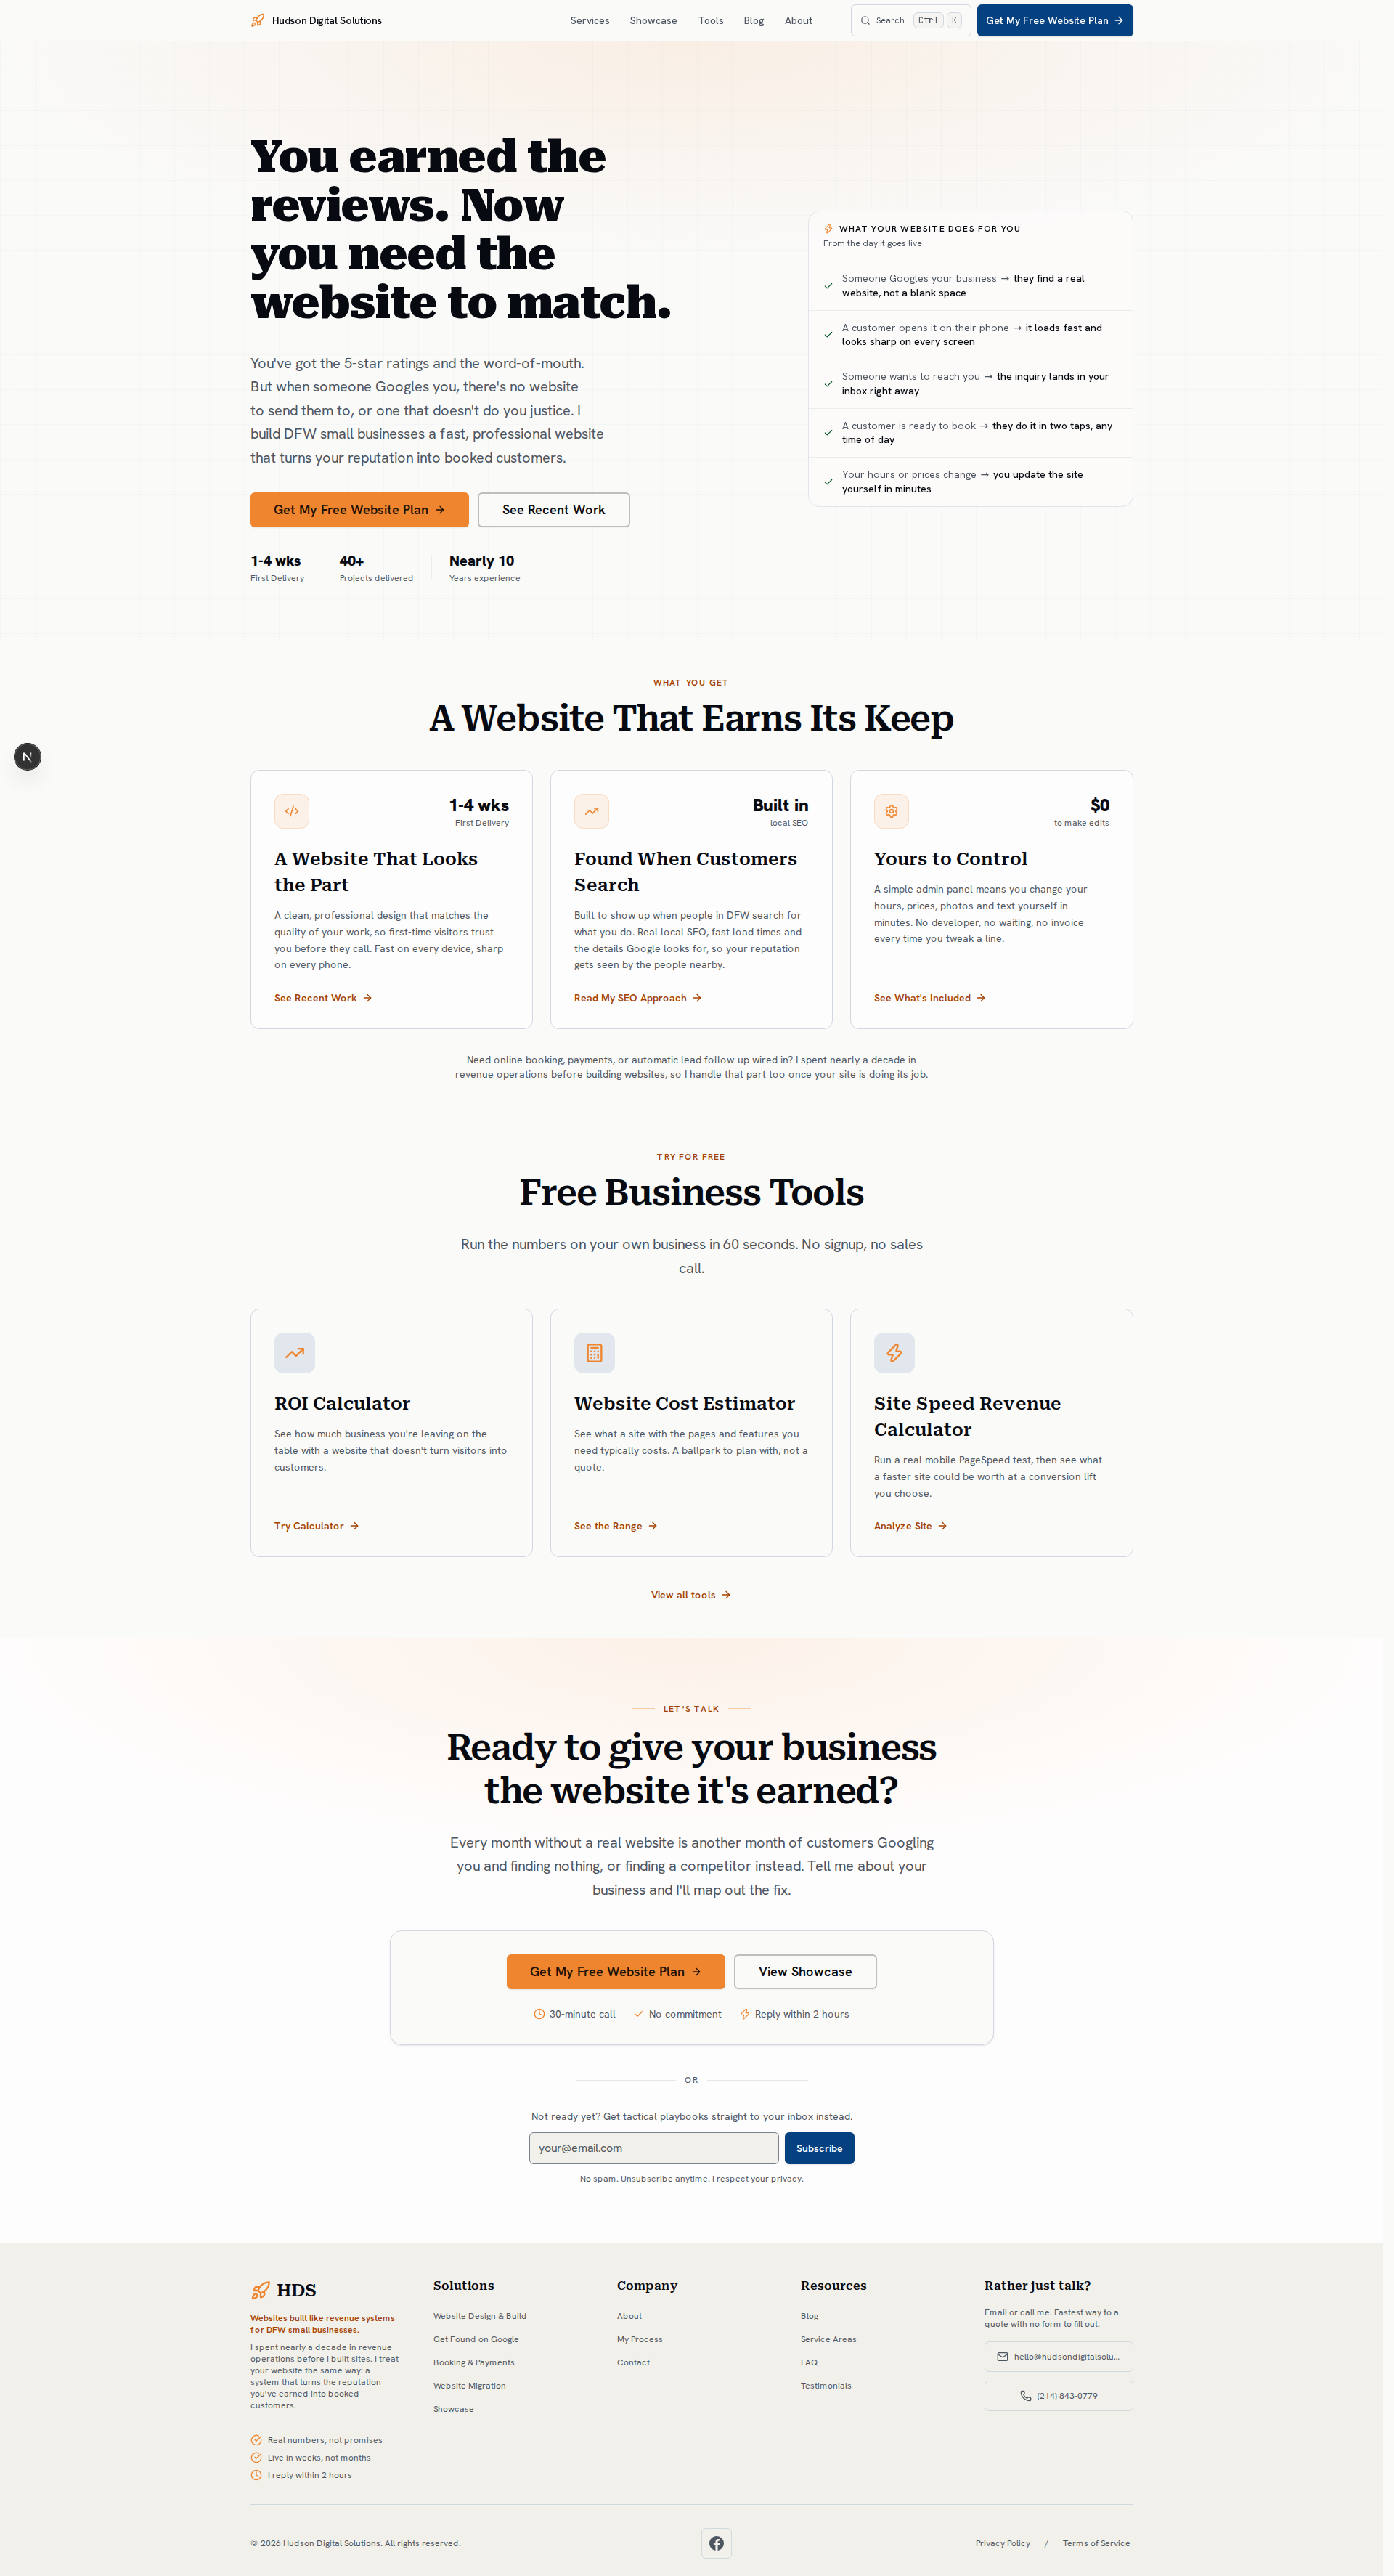 Hudson Digital Solutions
Services
Showcase
Tools
Blog
About
Search
Ctrl
K
Get My Free Website Plan →
You earned the
reviews. Now
you need the
website to match.
You've got the 5-star ratings and the word-of-mouth.
But when someone Googles you, there's no website
to send them to, or one that doesn't do you justice. I
build DFW small businesses a fast, professional website
that turns your reputation into booked customers.
Get My Free Website Plan →
See Recent Work
1-4 wks
First Delivery
40+
Projects delivered
Nearly 10
Years experience
WHAT YOUR WEBSITE DOES FOR YOU
From the day it goes live
Someone Googles your business → they find a real
website, not a blank space
A customer opens it on their phone → it loads fast and
looks sharp on every screen
Someone wants to reach you → the inquiry lands in your
inbox right away
A customer is ready to book → they do it in two taps, any
time of day
Your hours or prices change → you update the site
yourself in minutes
WHAT YOU GET
A Website That Earns Its Keep
N
1-4 wks
First Delivery
A Website That Looks
the Part
A clean, professional design that matches the
quality of your work, so first-time visitors trust
you before they call. Fast on every device, sharp
on every phone.
See Recent Work →
Built in
local SEO
Found When Customers
Search
Built to show up when people in DFW search for
what you do. Real local SEO, fast load times and
the details Google looks for, so your reputation
gets seen by the people nearby.
Read My SEO Approach →
$0
to make edits
Yours to Control
A simple admin panel means you change your
hours, prices, photos and text yourself in
minutes. No developer, no waiting, no invoice
every time you tweak a line.
See What's Included →
Need online booking, payments, or automatic lead follow-up wired in? I spent nearly a decade in
revenue operations before building websites, so I handle that part too once your site is doing its job.
TRY FOR FREE
Free Business Tools
Run the numbers on your own business in 60 seconds. No signup, no sales
call.
ROI Calculator
See how much business you're leaving on the
table with a website that doesn't turn visitors into
customers.
Try Calculator →
Website Cost Estimator
See what a site with the pages and features you
need typically costs. A ballpark to plan with, not a
quote.
See the Range →
Site Speed Revenue
Calculator
Run a real mobile PageSpeed test, then see what
a faster site could be worth at a conversion lift
you choose.
Analyze Site →
View all tools →
LET'S TALK
Ready to give your business
the website it's earned?
Every month without a real website is another month of customers Googling
you and finding nothing, or finding a competitor instead. Tell me about your
business and I'll map out the fix.
Get My Free Website Plan →
View Showcase
30-minute call
No commitment
Reply within 2 hours
OR
Not ready yet? Get tactical playbooks straight to your inbox instead.
your@email.com
Subscribe
No spam. Unsubscribe anytime. I respect your privacy.
HDS
Websites built like revenue systems
for DFW small businesses.
I spent nearly a decade in revenue
operations before I built sites. I treat
your website the same way: a
system that turns the reputation
you've earned into booked
customers.
Real numbers, not promises
Live in weeks, not months
I reply within 2 hours
Solutions
Website Design & Build
Get Found on Google
Booking & Payments
Website Migration
Showcase
Company
About
My Process
Contact
Resources
Blog
Service Areas
FAQ
Testimonials
Rather just talk?
Email or call me. Fastest way to a
quote with no form to fill out.
hello@hudsondigitalsolu...
(214) 843-0779
© 2026 Hudson Digital Solutions. All rights reserved.
Privacy Policy
/
Terms of Service